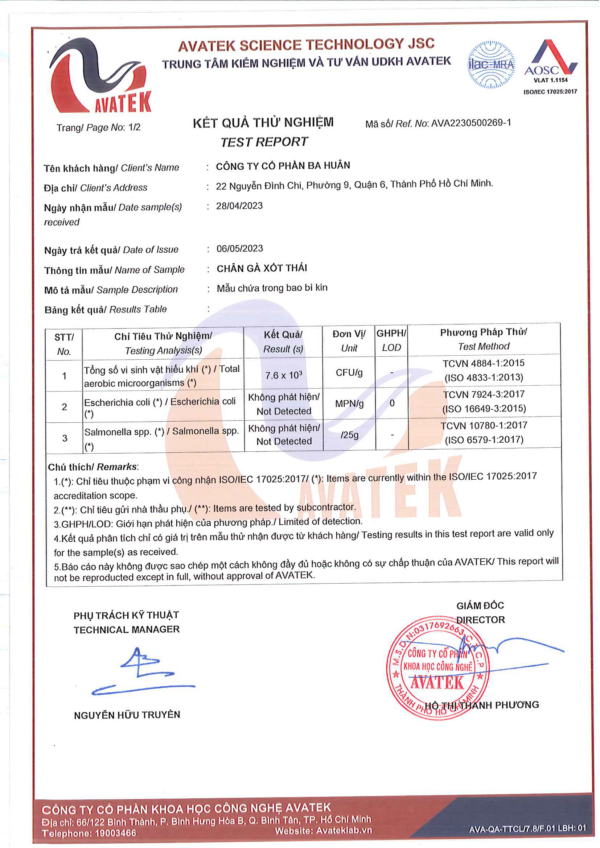 AVATEK SCIENCE TECHNOLOGY JSC
TRUNG TÂM KIỂM NGHIỆM VÀ TƯ VẤN UDKH AVATEK
AVATEK
ilac-MRA
AOSC
VLAT 1.1154
ISO/IEC 17025:2017
Trang/ Page No: 1/2
KẾT QUẢ THỬ NGHIỆM
TEST REPORT
Mã số/ Ref. No: AVA2230500269-1
Tên khách hàng/ Client's Name : CÔNG TY CỔ PHẦN BA HUÂN
Địa chỉ/ Client's Address : 22 Nguyễn Đình Chi, Phường 9, Quận 6, Thành Phố Hồ Chí Minh.
Ngày nhận mẫu/ Date sample(s) received : 28/04/2023
Ngày trả kết quả/ Date of Issue : 06/05/2023
Thông tin mẫu/ Name of Sample : CHÂN GÀ XỐT THÁI
Mô tả mẫu/ Sample Description : Mẫu chứa trong bao bì kín
Bảng kết quả/ Results Table :
STT/ No. Chỉ Tiêu Thử Nghiệm/ Testing Analysis(s) Kết Quả/ Result (s) Đơn Vị/ Unit GHPH/ LOD Phương Pháp Thử/ Test Method
1 Tổng số vi sinh vật hiếu khí (*) / Total aerobic microorganisms (*) 7.6 x 10³ CFU/g - TCVN 4884-1:2015 (ISO 4833-1:2013)
2 Escherichia coli (*) / Escherichia coli (*) Không phát hiện/ Not Detected MPN/g 0 TCVN 7924-3:2017 (ISO 16649-3:2015)
3 Salmonella spp. (*) / Salmonella spp. (*) Không phát hiện/ Not Detected /25g - TCVN 10780-1:2017 (ISO 6579-1:2017)
Chú thích/ Remarks:
1.(*): Chỉ tiêu thuộc phạm vi công nhận ISO/IEC 17025:2017/ (*): Items are currently within the ISO/IEC 17025:2017
accreditation scope.
2.(**): Chỉ tiêu gửi nhà thầu phụ./ (**): Items are tested by subcontractor.
3.GHPH/LOD: Giới hạn phát hiện của phương pháp./ Limited of detection.
4.Kết quả phân tích chỉ có giá trị trên mẫu thử nhận được từ khách hàng/ Testing results in this test report are valid only
for the sample(s) as received.
5.Báo cáo này không được sao chép một cách không đầy đủ hoặc không có sự chấp thuận của AVATEK/ This report will
not be reproduced except in full, without approval of AVATEK.
AVATEK
PHỤ TRÁCH KỸ THUẬT
TECHNICAL MANAGER
GIÁM ĐỐC
DIRECTOR
M.S.D.N:0317692663-C.T.C.P
CÔNG TY CỔ PHẦN
KHOA HỌC CÔNG NGHỆ
AVATEK
THÀNH PHỐ HỒ CHÍ MINH
NGUYỄN HỮU TRUYỀN
HỒ THỊ THANH PHƯƠNG
CÔNG TY CỔ PHẦN KHOA HỌC CÔNG NGHỆ AVATEK
Địa chỉ: 66/122 Bình Thành, P. Bình Hưng Hòa B, Q. Bình Tân, TP. Hồ Chí Minh
Telephone: 19003466 Website: Avateklab.vn
AVA-QA-TTCL/7.8/F.01 LBH: 01